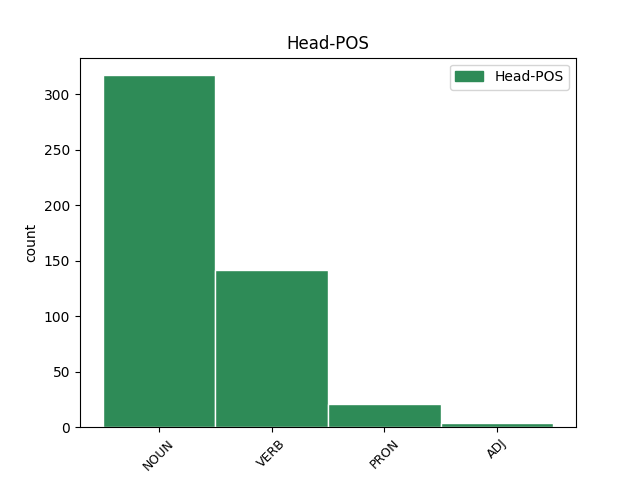 Head-POS
Head-POS
300
250
200
150
100
50
0
count
NOUN
VERB
PRON
ADJ